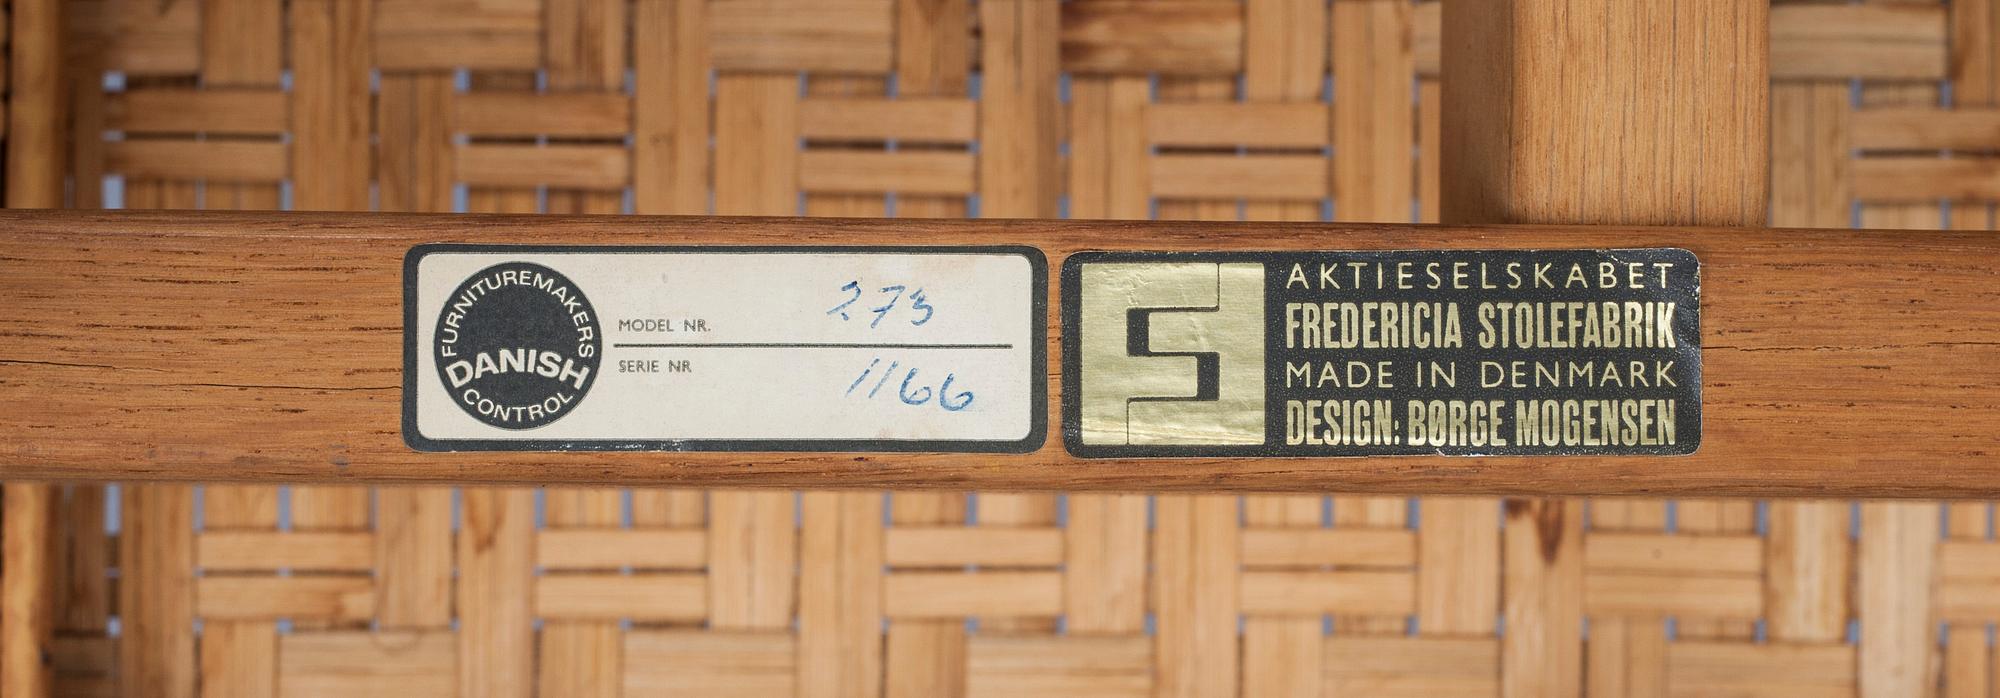 FURNITUREMAKERS
DANISH
CONTROL
MODEL NR. 273
SERIE NR 1166
AKTIESELSKABET
FREDERICIA STOLEFABRIK
MADE IN DENMARK
DESIGN: BØRGE MOGENSEN